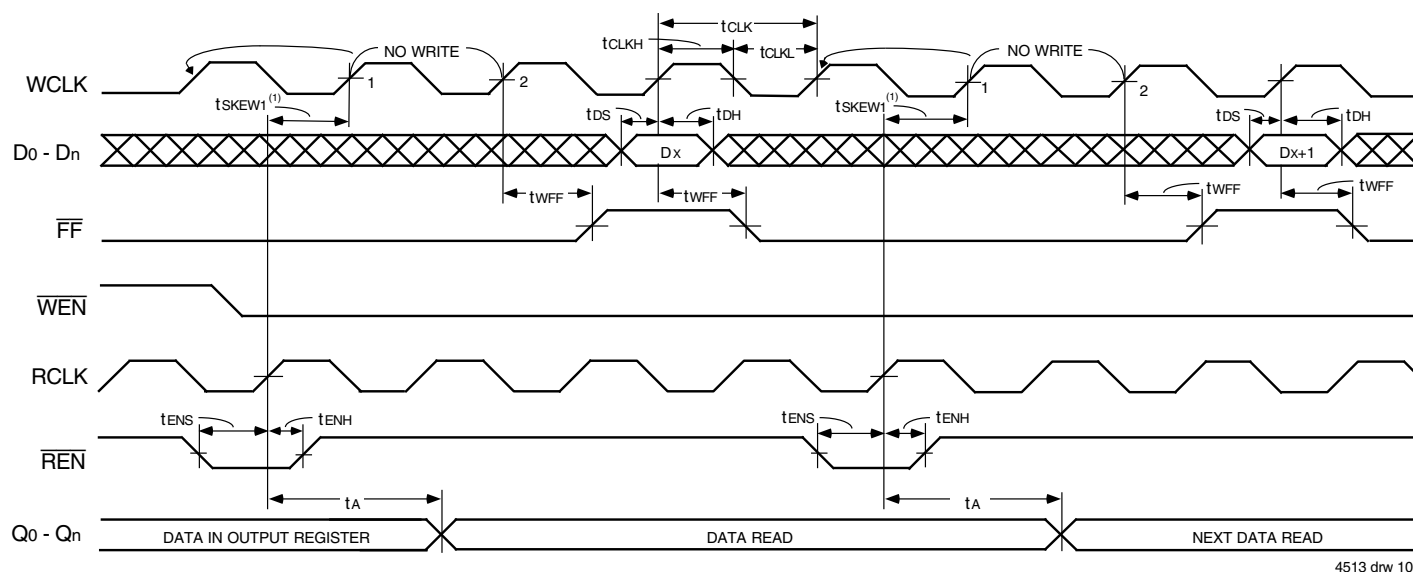 tCLK
NO WRITE tCLKH tCLKL NO WRITE
WCLK 1 2 1 2
tSKEW1(1) tDS tDH tSKEW1(1) tDS tDH
D0 - Dn DX DX+1
tWFF tWFF tWFF tWFF
FF
WEN
RCLK
tENS tENH tENS tENH
REN
tA tA
Q0 - Qn DATA IN OUTPUT REGISTER DATA READ NEXT DATA READ
4513 drw 10